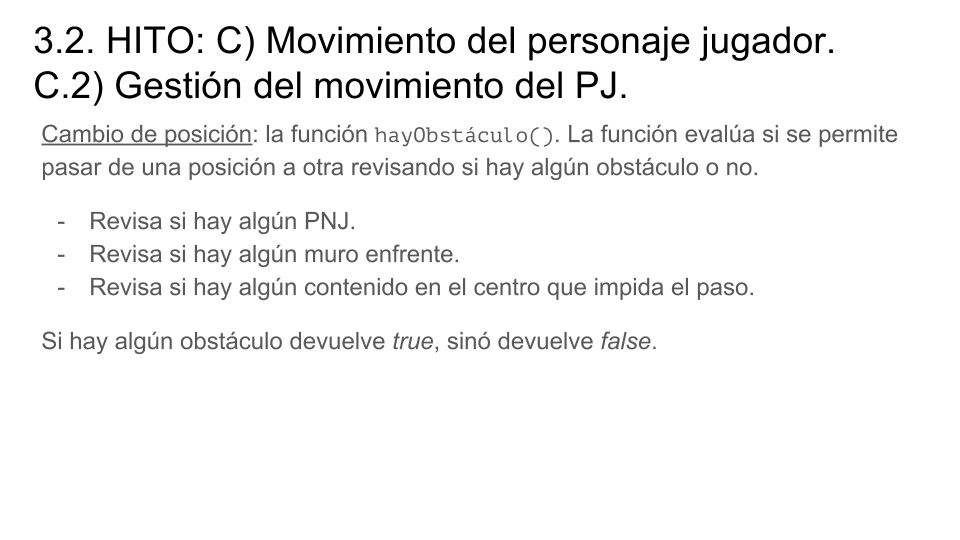 3.2. HITO: C) Movimiento del personaje jugador.
C.2) Gestión del movimiento del PJ.
Cambio de posición: la función hayObstáculo(). La función evalúa si se permite
pasar de una posición a otra revisando si hay algún obstáculo o no.
- Revisa si hay algún PNJ.
- Revisa si hay algún muro enfrente.
- Revisa si hay algún contenido en el centro que impida el paso.
Si hay algún obstáculo devuelve true, sinó devuelve false.